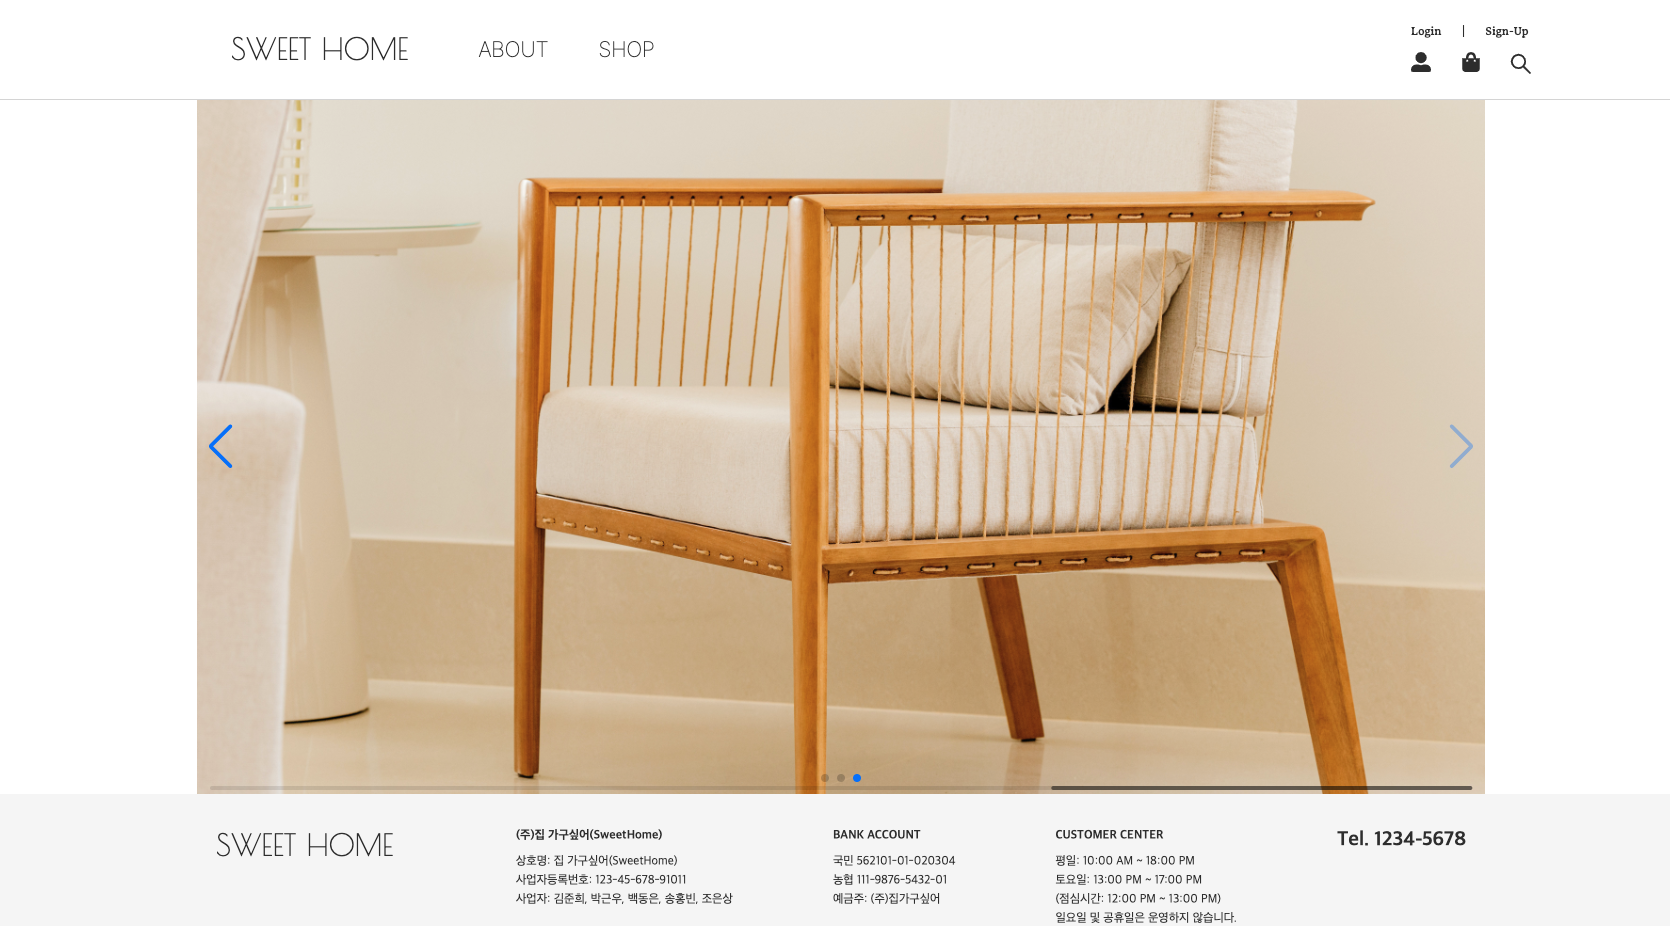 SWEET HOME
ABOUT
SHOP
Login | Sign-Up
SWEET HOME
(주)집 가구싶어(SweetHome)
상호명: 집 가구싶어(SweetHome)
사업자등록번호: 123-45-678-91011
사업자: 김준희, 박근우, 백동은, 송홍빈, 조은상
BANK ACCOUNT
국민 562101-01-020304
농협 111-9876-5432-01
예금주: (주)집가구싶어
CUSTOMER CENTER
평일: 10:00 AM ~ 18:00 PM
토요일: 13:00 PM ~ 17:00 PM
(점심시간: 12:00 PM ~ 13:00 PM)
일요일 및 공휴일은 운영하지 않습니다.
Tel. 1234-5678